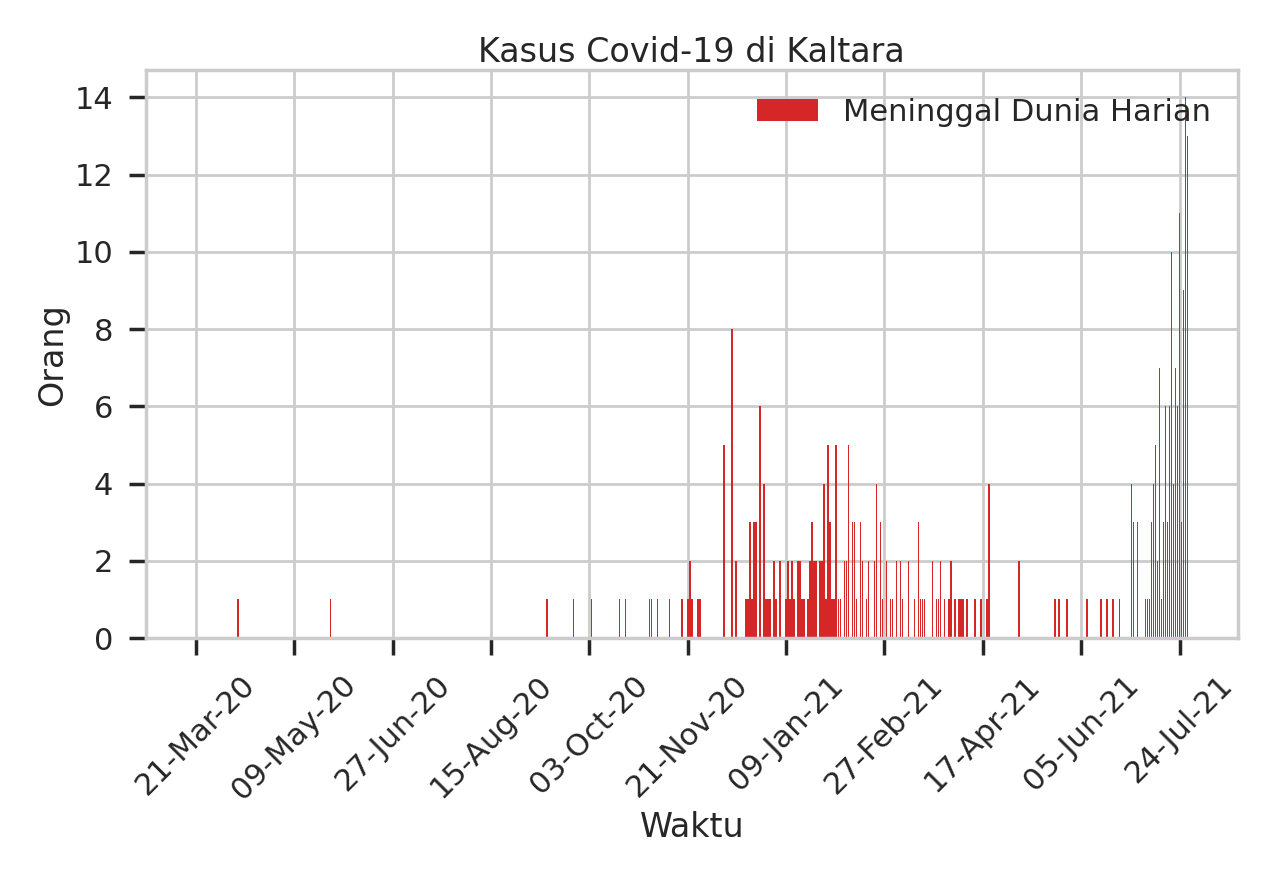 Kasus Covid-19 di Kaltara
Meninggal Dunia Harian
14
12
10
8
6
4
2
0
Orang
21-Mar-20
09-May-20
27-Jun-20
15-Aug-20
03-Oct-20
21-Nov-20
09-Jan-21
27-Feb-21
17-Apr-21
05-Jun-21
24-Jul-21
Waktu